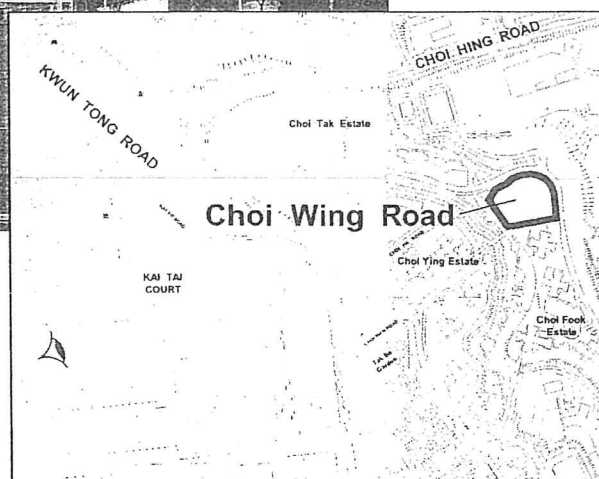 CHOI HING ROAD
KWUN TONG ROAD
Choi Tak Estate
Choi Wing Road
Choi Ying Estate
KAI TAI
COURT
Choi Fook
Estate